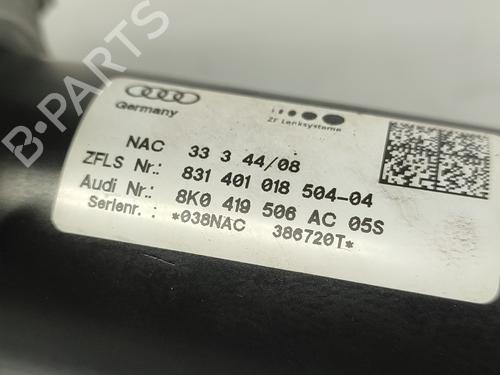 B-PARTS
Germany
ZF Lenksysteme
NAC 33 3 44/08
ZFLS Nr.: 831 401 018 504-04
Audi Nr.: 8K0 419 506 AC 05S
Serienr. : *038NAC 386720T*